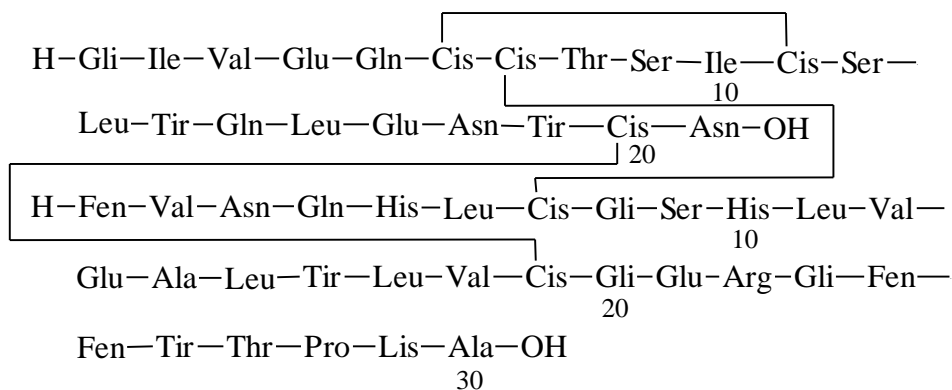 H–Gli–Ile–Val–Glu–Gln–Cis–Cis–Thr–Ser–Ile–Cis–Ser–
10
Leu–Tir–Gln–Leu–Glu–Asn–Tir–Cis–Asn–OH
20
H–Fen–Val–Asn–Gln–His–Leu–Cis–Gli–Ser–His–Leu–Val–
10
Glu–Ala–Leu–Tir–Leu–Val–Cis–Gli–Glu–Arg–Gli–Fen–
20
Fen–Tir–Thr–Pro–Lis–Ala–OH
30